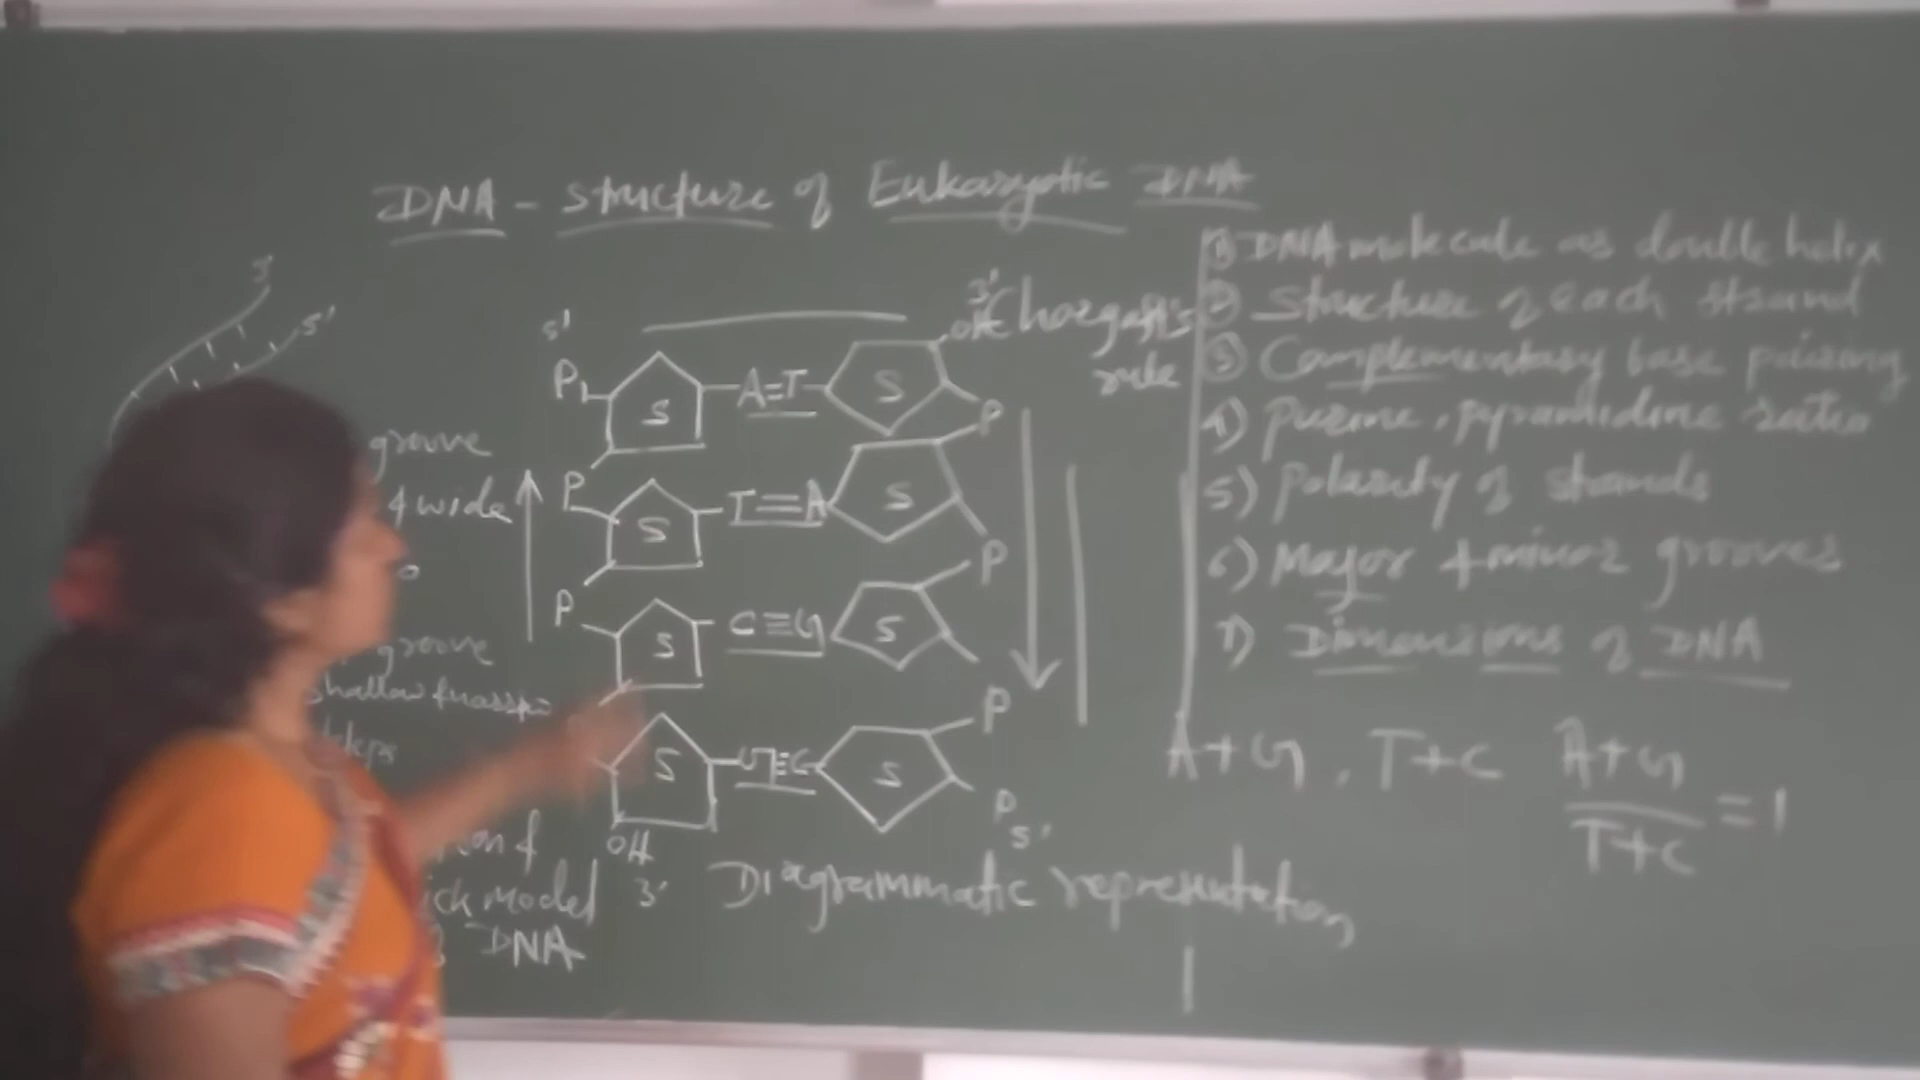 DNA - Structure of Eukaryotic DNA
3'
5'
groove
& wide
groove
shallow &
steps
ick model
DNA
5'
3'
OH
P S A=T S
P
P S T=A S
P
P S C≡G S
P
S G≡C S
P
5'
OH
3'
Diagrammatic representation
Chargaff's
rule
1) DNA molecule as double helix
2) Structure of each strand
3) Complementary base pairing
4) Purine, pyramidine ratio
5) Polarity of strands
6) Major & minor grooves
7) Dimensions of DNA
A+G, T+C
A+G
T+C
=1